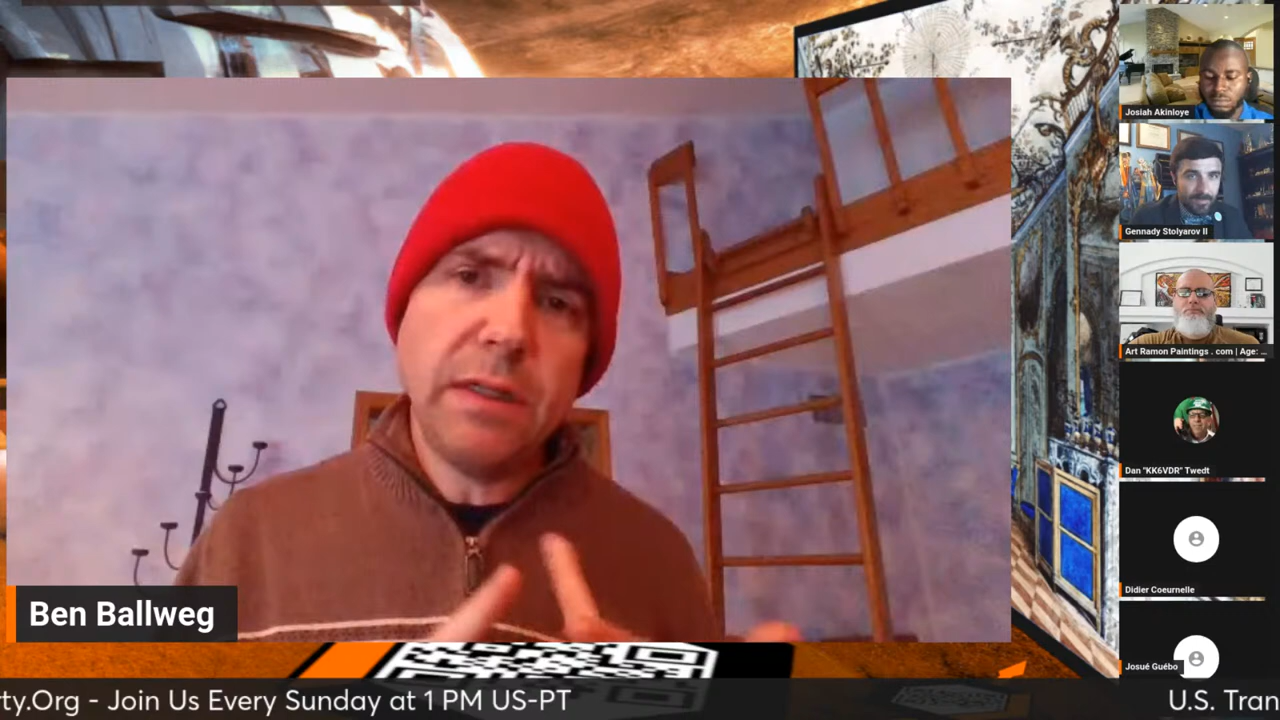 Josiah Akinloye
Gennady Stolyarov II
Art Ramon Paintings . com | Age: ...
Dan "KK6VDR" Twedt
Didier Coeurnelle
Josué Guébo
Ben Ballweg
rty.Org - Join Us Every Sunday at 1 PM US-PT
U.S. Tran